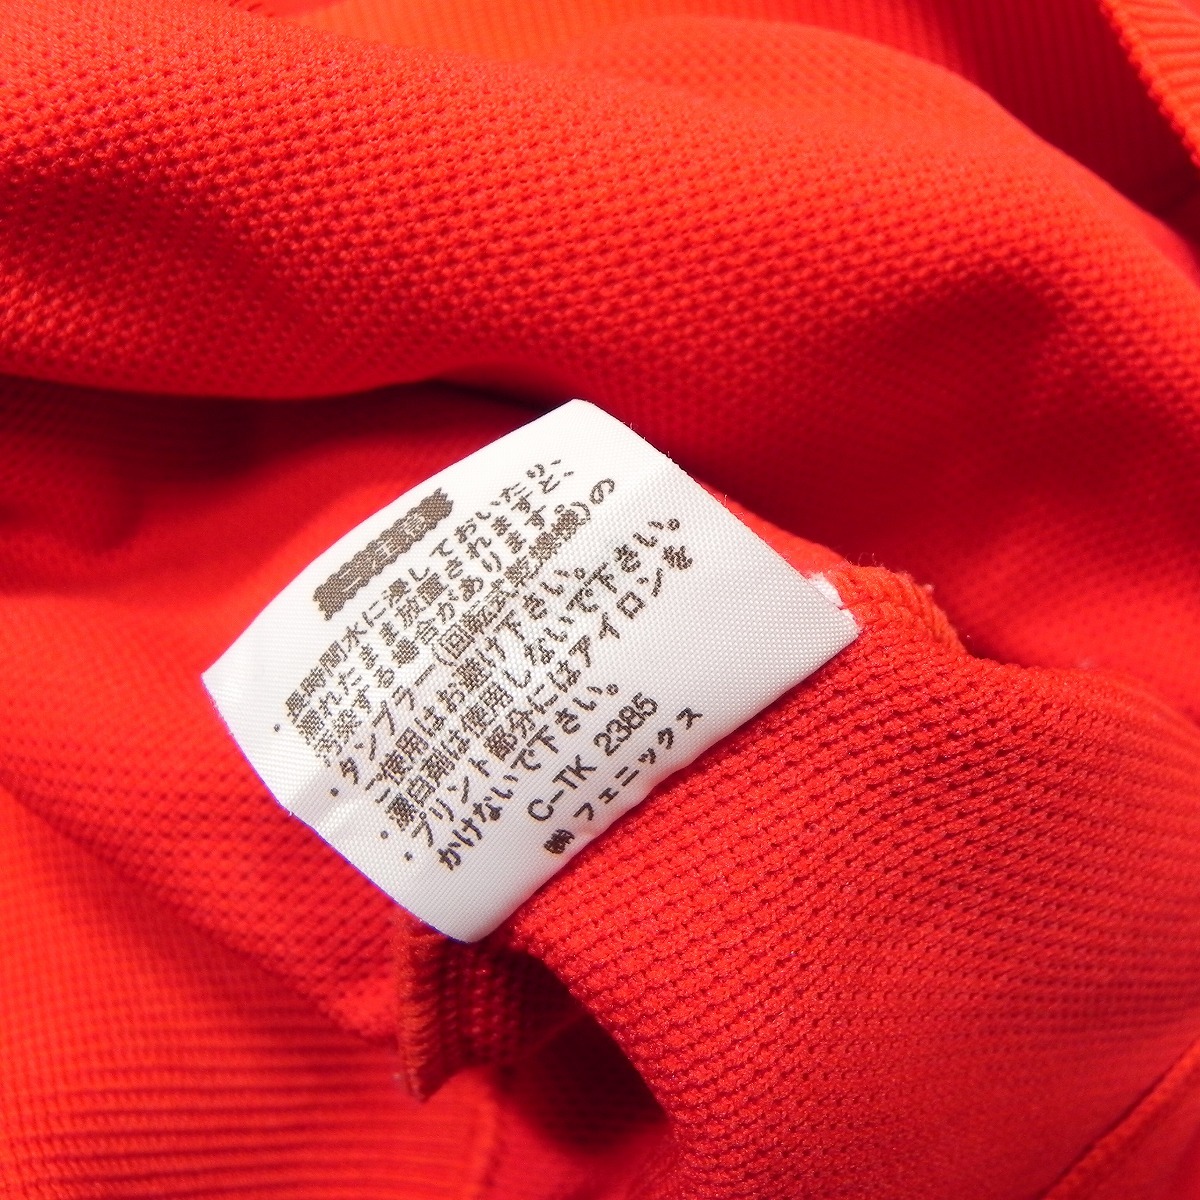 ・長時間水に浸しておいたり、
濡れたまま放置されますと、
汚染する場合があります。
・タンブラー(回転式乾燥機)の
ご使用はお避け下さい。
・漂白剤は使用しないで下さい。
・プリント部分にはアイロンを
かけないで下さい。
C-TK 2385
㈱フェニックス